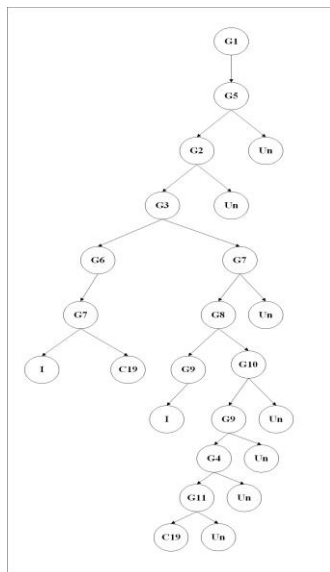 G1
G5
G2 Un
G3 Un
G6 G7
G7 G8 Un
I C19 G9 G10
I G9 Un
G4 Un
G11 Un
C19 Un